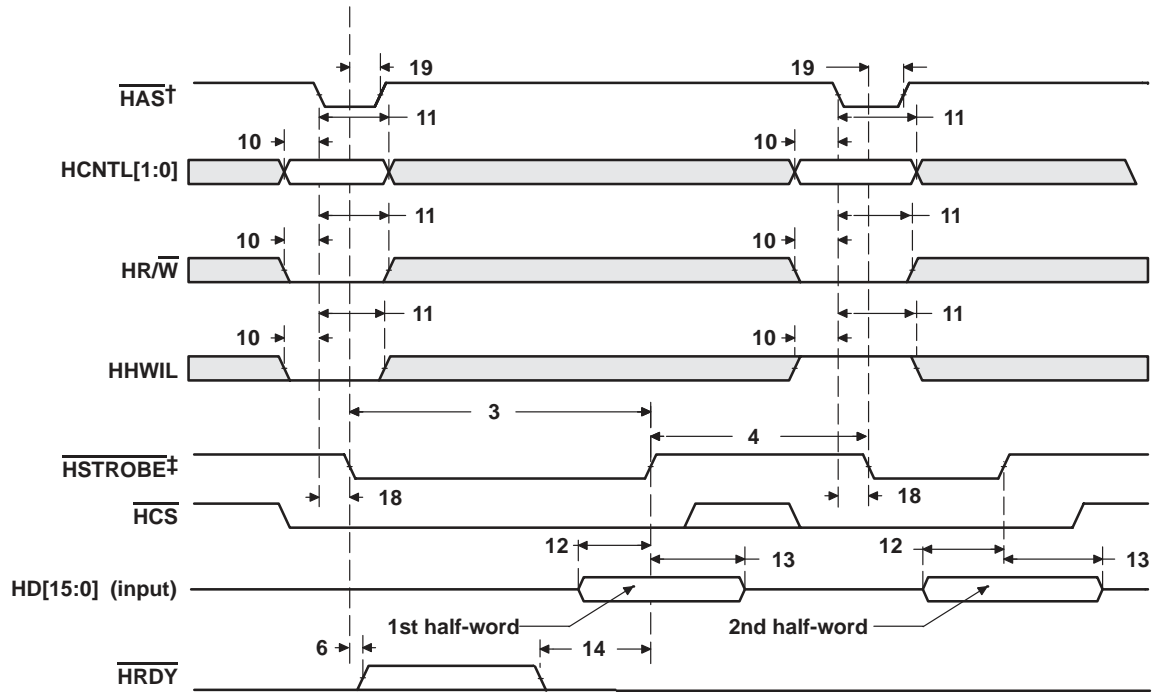 19
19
HAS†
11
11
10
10
HCNTL[1:0]
11
11
10
10
HR/W
11
11
10
10
HHWIL
3
4
HSTROBE‡
18
18
HCS
12
12
13
13
HD[15:0] (input)
1st half-word
2nd half-word
6
14
HRDY